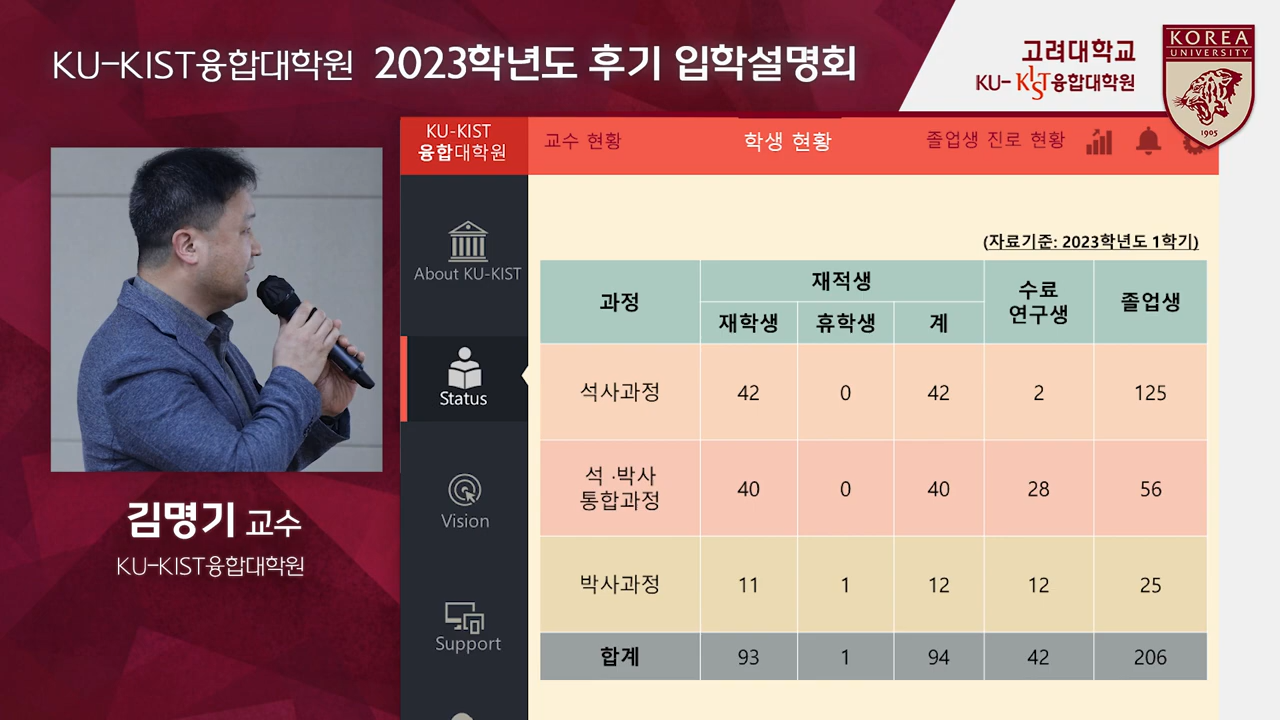 KU-KIST융합대학원 2023학년도 후기 입학설명회
고려대학교
KU-KIST융합대학원
KOREA
UNIVERSITY
1905
KU-KIST
융합대학원
교수 현황
학생 현황
졸업생 진로 현황
About KU-KIST
Status
Vision
Support
(자료기준: 2023학년도 1학기)
과정 재적생 수료 연구생 졸업생
재학생 휴학생 계
석사과정 42 0 42 2 125
석 ·박사 통합과정 40 0 40 28 56
박사과정 11 1 12 12 25
합계 93 1 94 42 206
김명기 교수
KU-KIST융합대학원